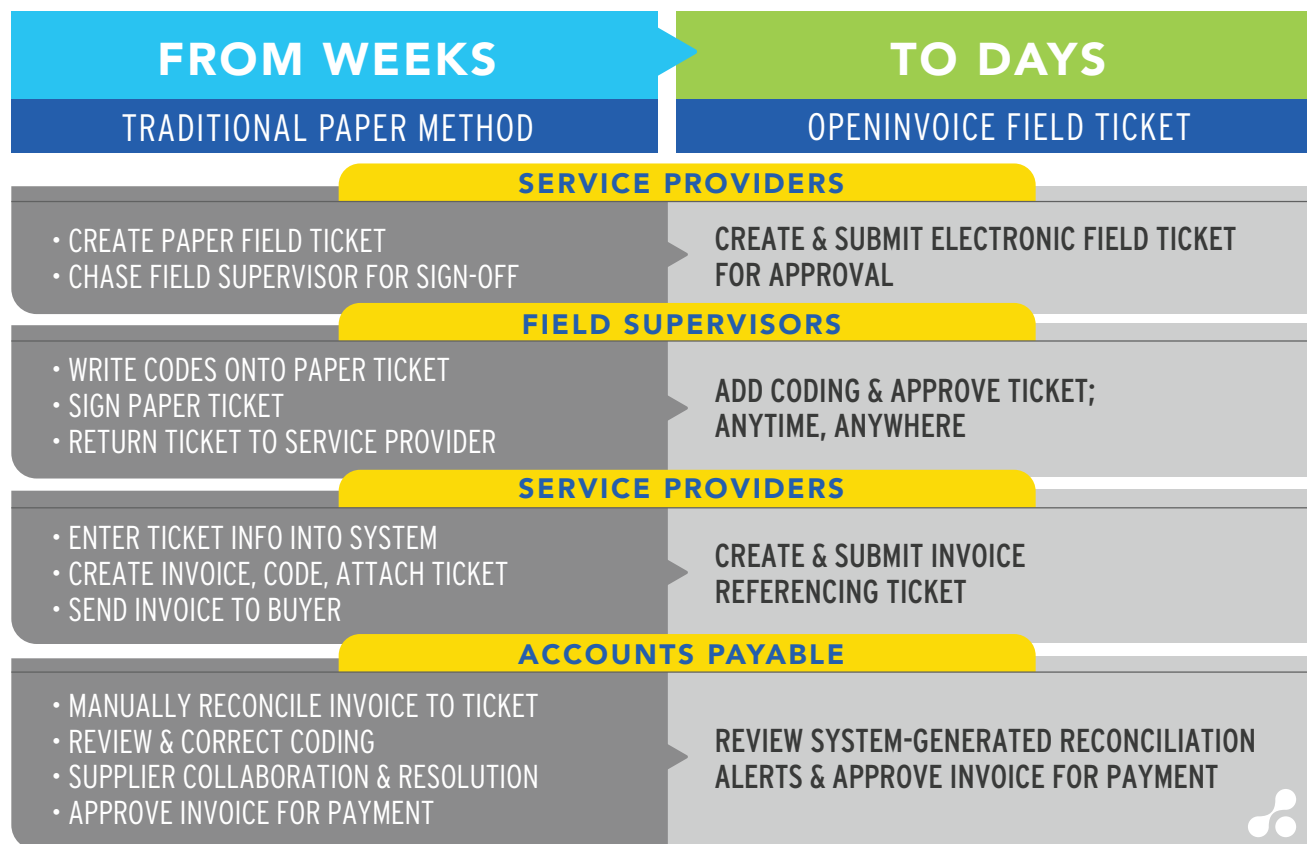 FROM WEEKS
TO DAYS
TRADITIONAL PAPER METHOD
OPENINVOICE FIELD TICKET
SERVICE PROVIDERS
• CREATE PAPER FIELD TICKET
• CHASE FIELD SUPERVISOR FOR SIGN-OFF
CREATE & SUBMIT ELECTRONIC FIELD TICKET
FOR APPROVAL
FIELD SUPERVISORS
• WRITE CODES ONTO PAPER TICKET
• SIGN PAPER TICKET
• RETURN TICKET TO SERVICE PROVIDER
ADD CODING & APPROVE TICKET;
ANYTIME, ANYWHERE
SERVICE PROVIDERS
• ENTER TICKET INFO INTO SYSTEM
• CREATE INVOICE, CODE, ATTACH TICKET
• SEND INVOICE TO BUYER
CREATE & SUBMIT INVOICE
REFERENCING TICKET
ACCOUNTS PAYABLE
• MANUALLY RECONCILE INVOICE TO TICKET
• REVIEW & CORRECT CODING
• SUPPLIER COLLABORATION & RESOLUTION
• APPROVE INVOICE FOR PAYMENT
REVIEW SYSTEM-GENERATED RECONCILIATION
ALERTS & APPROVE INVOICE FOR PAYMENT